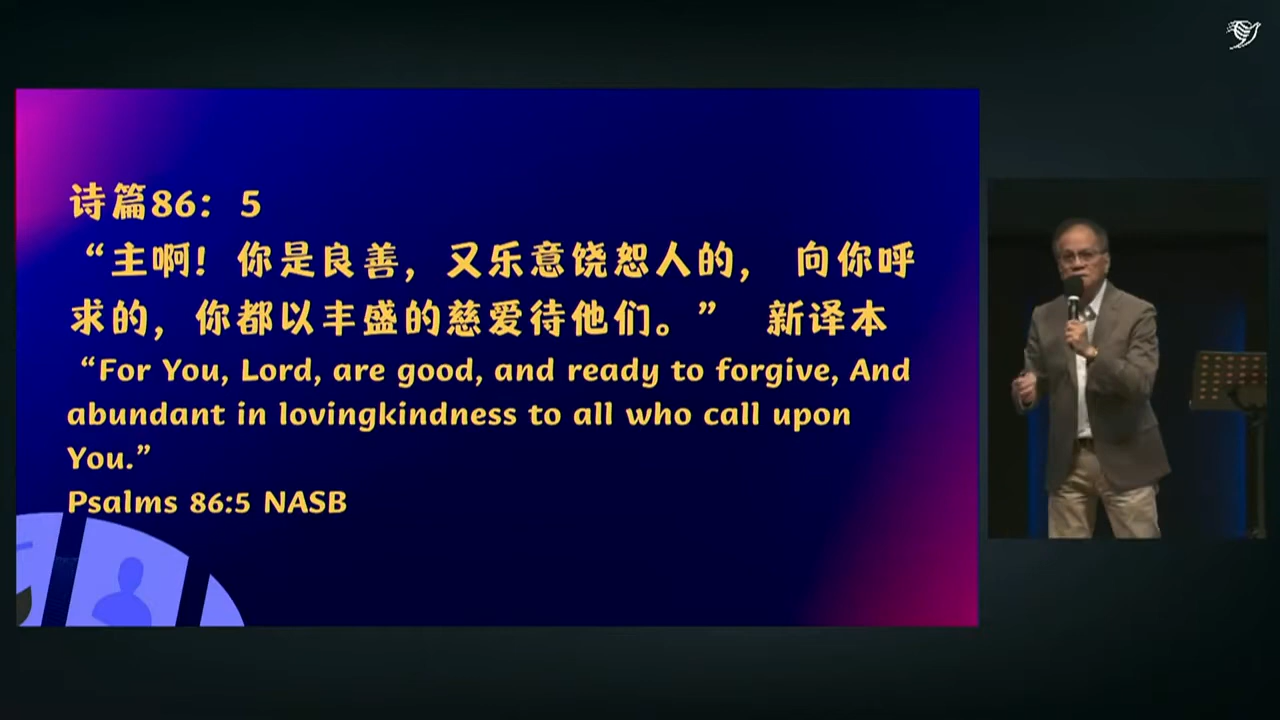 诗篇86：5
“主啊！你是良善，又乐意饶恕人的， 向你呼
求的，你都以丰盛的慈爱待他们。” 新译本
“For You, Lord, are good, and ready to forgive, And
abundant in lovingkindness to all who call upon
You.”
Psalms 86:5 NASB